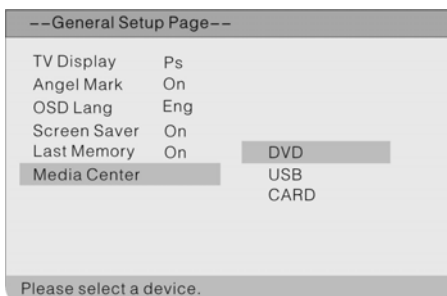 --General Setup Page--
TV Display Ps
Angel Mark On
OSD Lang Eng
Screen Saver On
Last Memory On DVD
Media Center USB
CARD
Please select a device.